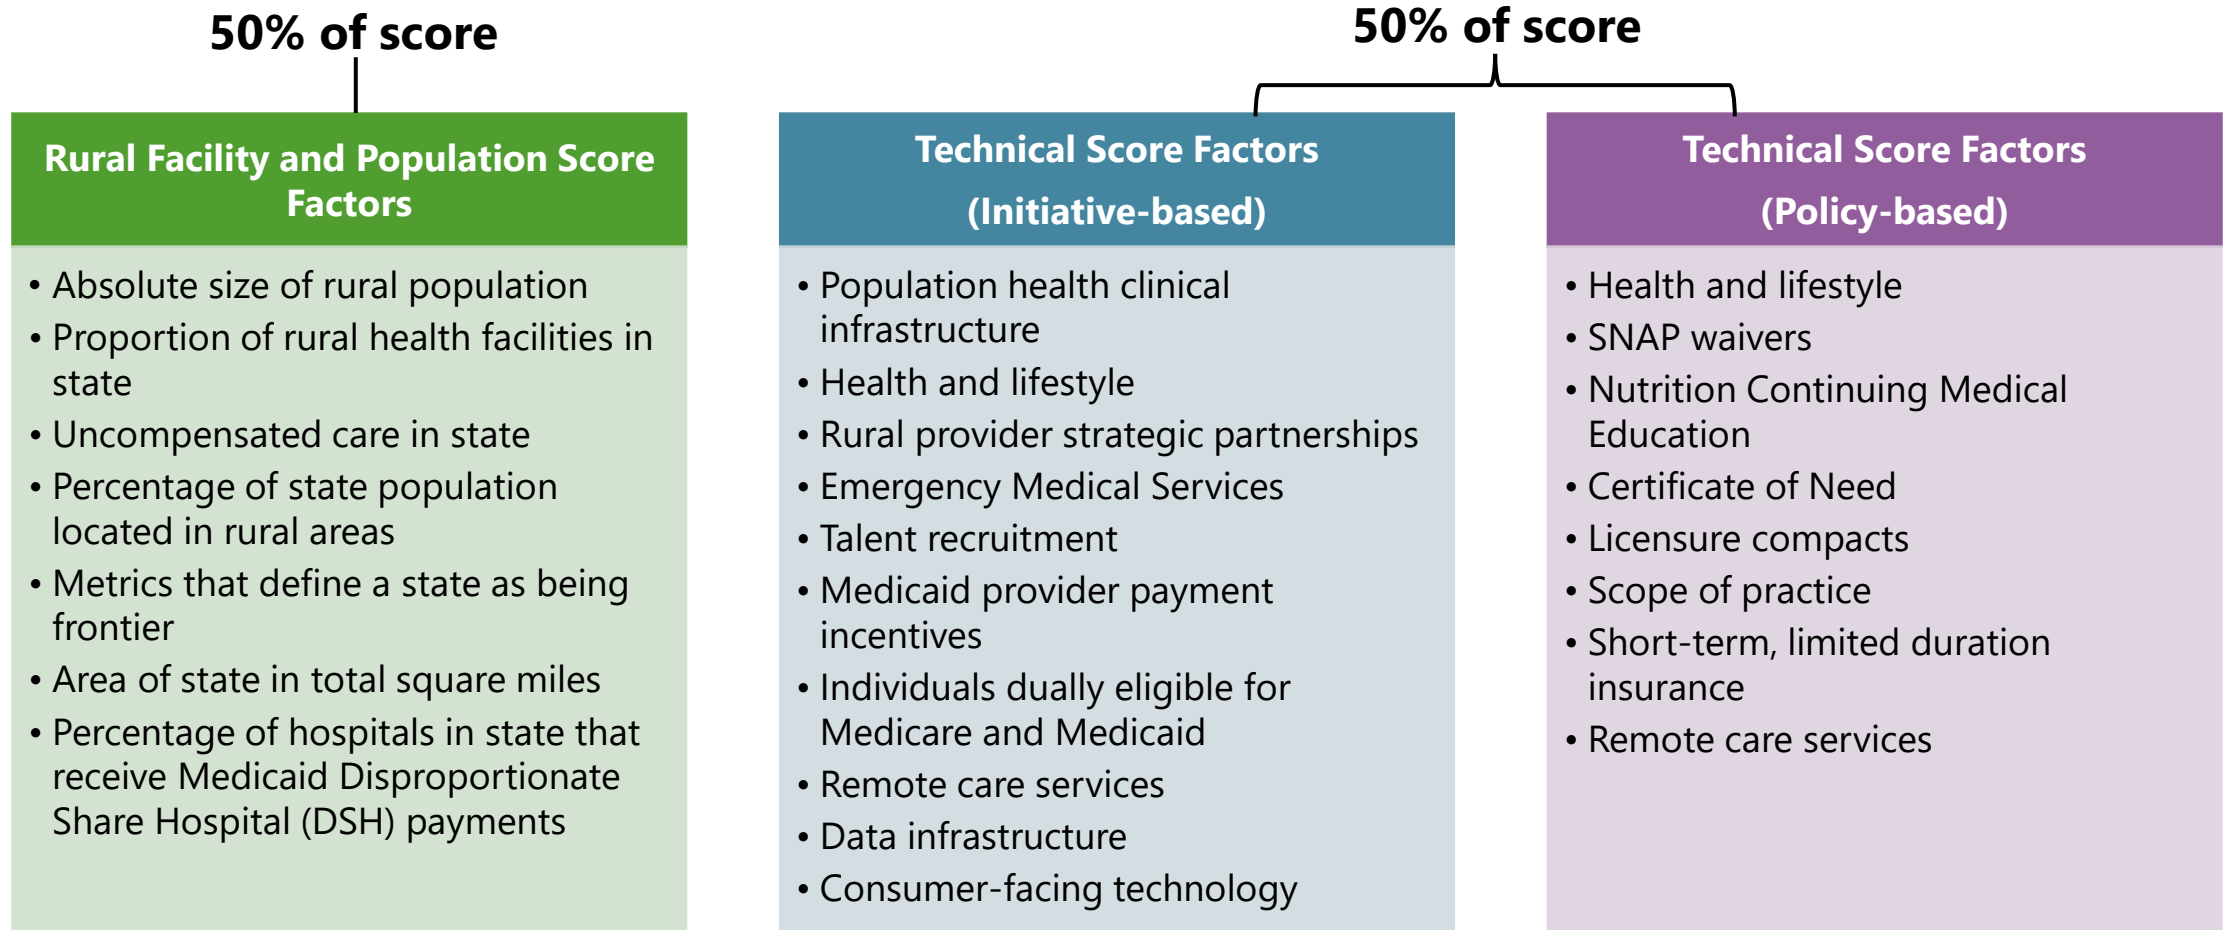 50% of score
50% of score
Rural Facility and Population Score
Factors
• Absolute size of rural population
• Proportion of rural health facilities in
state
• Uncompensated care in state
• Percentage of state population
located in rural areas
• Metrics that define a state as being
frontier
• Area of state in total square miles
• Percentage of hospitals in state that
receive Medicaid Disproportionate
Share Hospital (DSH) payments
Technical Score Factors
(Initiative-based)
• Population health clinical
infrastructure
• Health and lifestyle
• Rural provider strategic partnerships
• Emergency Medical Services
• Talent recruitment
• Medicaid provider payment
incentives
• Individuals dually eligible for
Medicare and Medicaid
• Remote care services
• Data infrastructure
• Consumer-facing technology
Technical Score Factors
(Policy-based)
• Health and lifestyle
• SNAP waivers
• Nutrition Continuing Medical
Education
• Certificate of Need
• Licensure compacts
• Scope of practice
• Short-term, limited duration
insurance
• Remote care services